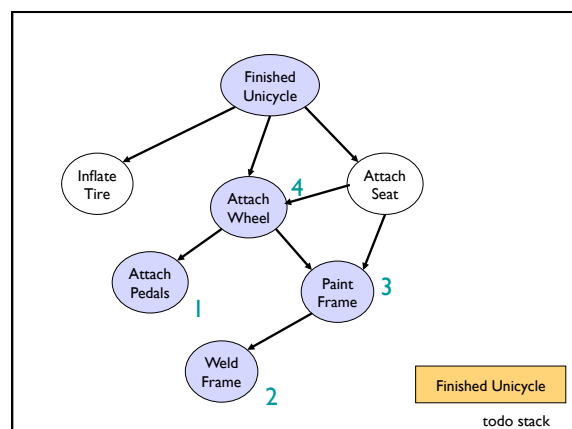 Finished
Unicycle
Inflate
Tire
4
Attach
Seat
Attach
Wheel
Attach
Pedals
1
Paint
Frame
3
Weld
Frame
2
Finished Unicycle
todo stack